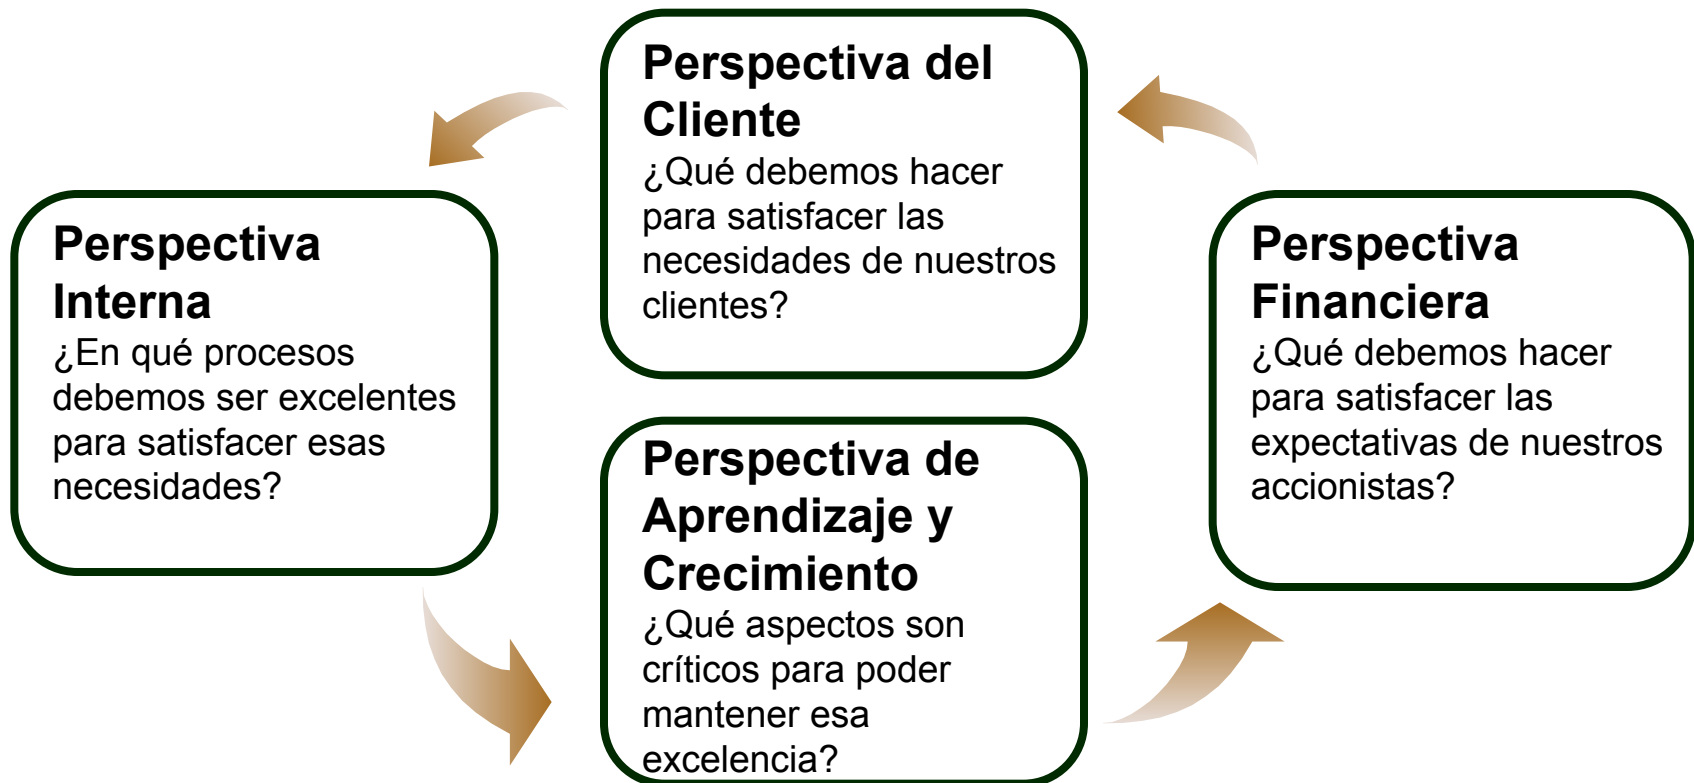 Perspectiva del
Cliente
¿Qué debemos hacer
para satisfacer las
necesidades de nuestros
clientes?
Perspectiva
Interna
¿En qué procesos
debemos ser excelentes
para satisfacer esas
necesidades?
Perspectiva
Financiera
¿Qué debemos hacer
para satisfacer las
expectativas de nuestros
accionistas?
Perspectiva de
Aprendizaje y
Crecimiento
¿Qué aspectos son
críticos para poder
mantener esa
excelencia?